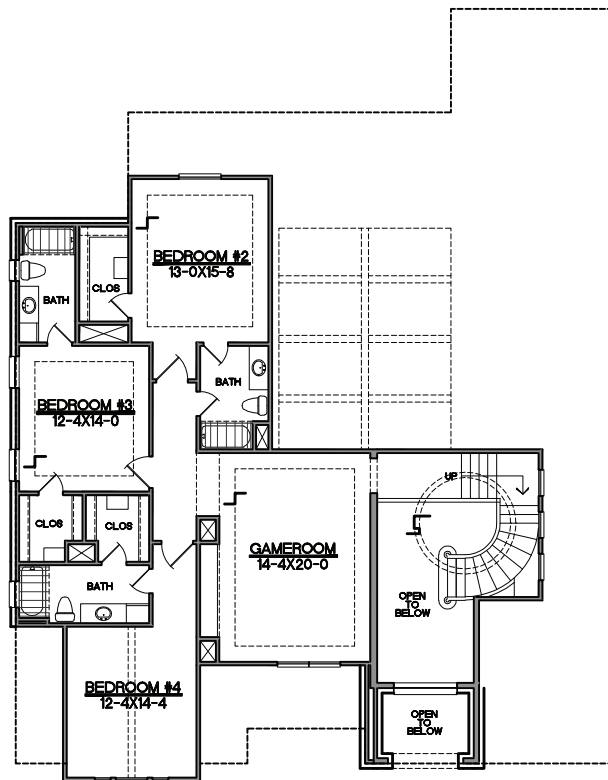 BEDROOM #2
13-0X15-8
CLOS
BATH
BATH
BEDROOM #3
12-4X14-0
UP
CLOS
CLOS
GAMEROOM
14-4X20-0
BATH
OPEN
TO
BELOW
BEDROOM #4
12-4X14-4
OPEN
TO
BELOW